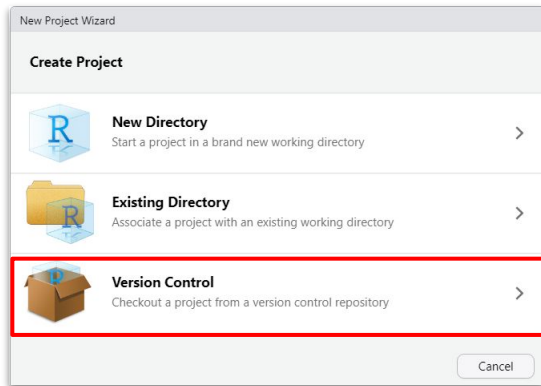 New Project Wizard
Create Project
R
New Directory
Start a project in a brand new working directory
R
Existing Directory
Associate a project with an existing working directory
R
Version Control
Checkout a project from a version control repository
Cancel